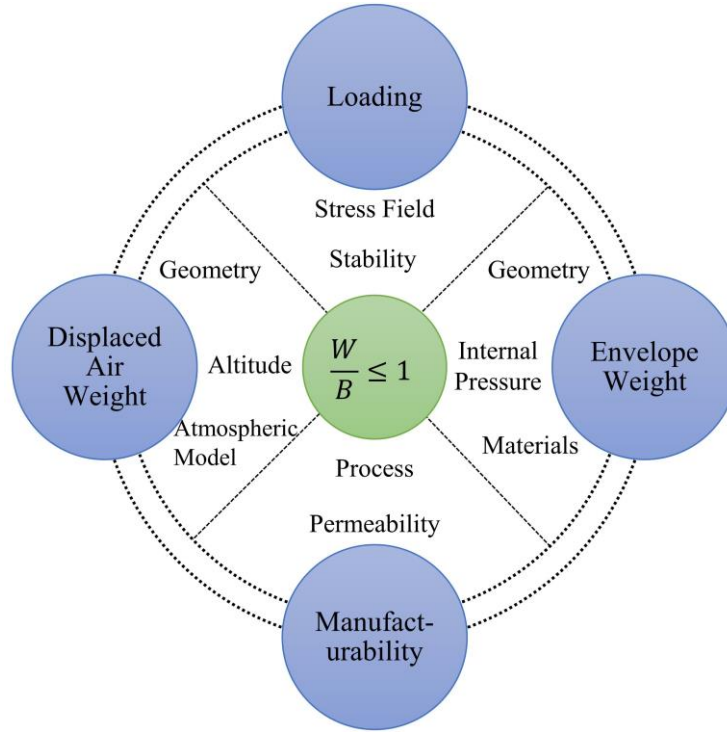 Loading
Stress Field
Stability
Geometry
Geometry
Displaced
Air
Weight
Altitude
W
B
≤ 1
Internal
Pressure
Envelope
Weight
Atmospheric
Model
Materials
Process
Permeability
Manufact-
urability